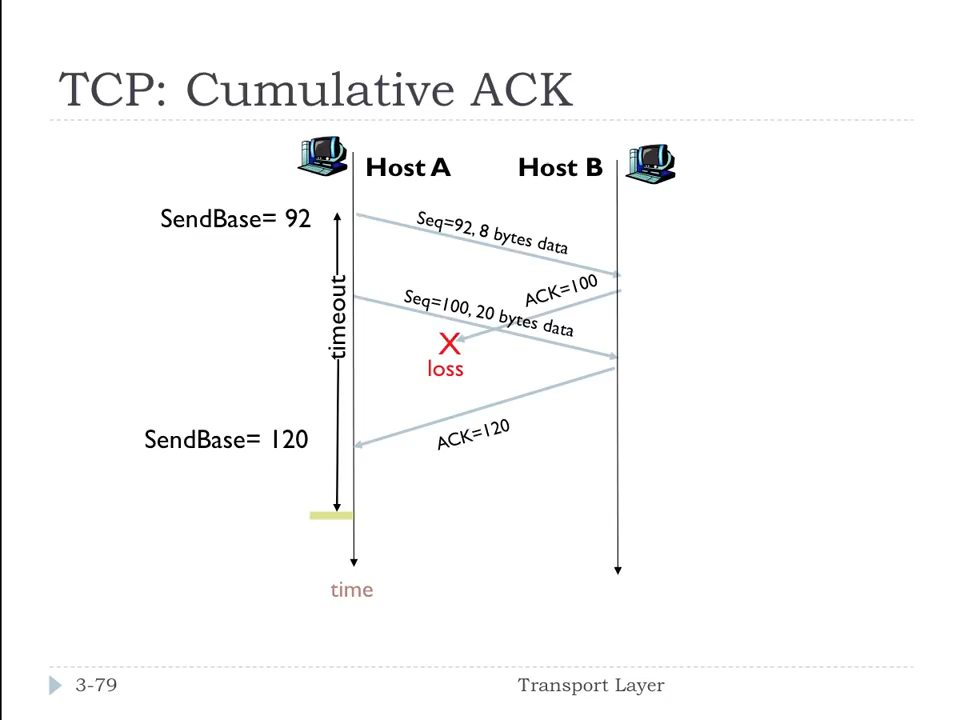 TCP: Cumulative ACK
Host A
Host B
SendBase= 92
Seq=92, 8 bytes data
timeout
ACK=100
Seq=100, 20 bytes data
X
loss
ACK=120
SendBase= 120
time
3-79
Transport Layer